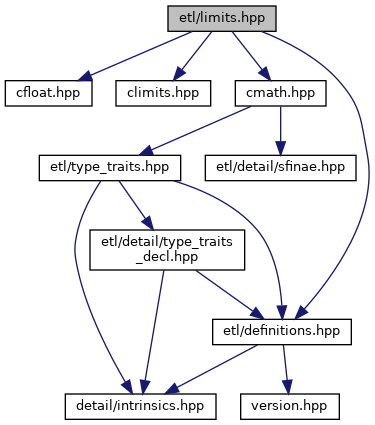 etl/limits.hpp
cfloat.hpp
climits.hpp
cmath.hpp
etl/type_traits.hpp
etl/detail/sfinae.hpp
etl/detail/type_traits
_decl.hpp
etl/definitions.hpp
detail/intrinsics.hpp
version.hpp